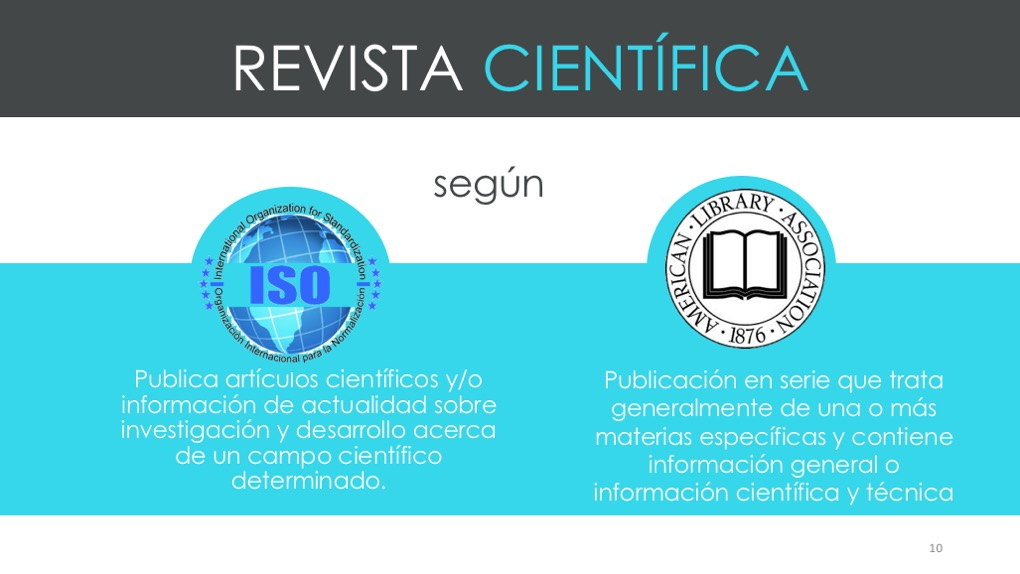 REVISTA CIENTÍFICA
según
International Organization for Standardization
ISO
Organización Internacional para la Normalización
Publica artículos científicos y/o
información de actualidad sobre
investigación y desarrollo acerca
de un campo científico
determinado.
AMERICAN · LIBRARY · ASSOCIATION
· 1876 ·
Publicación en serie que trata
generalmente de una o más
materias específicas y contiene
información general o
información científica y técnica
10